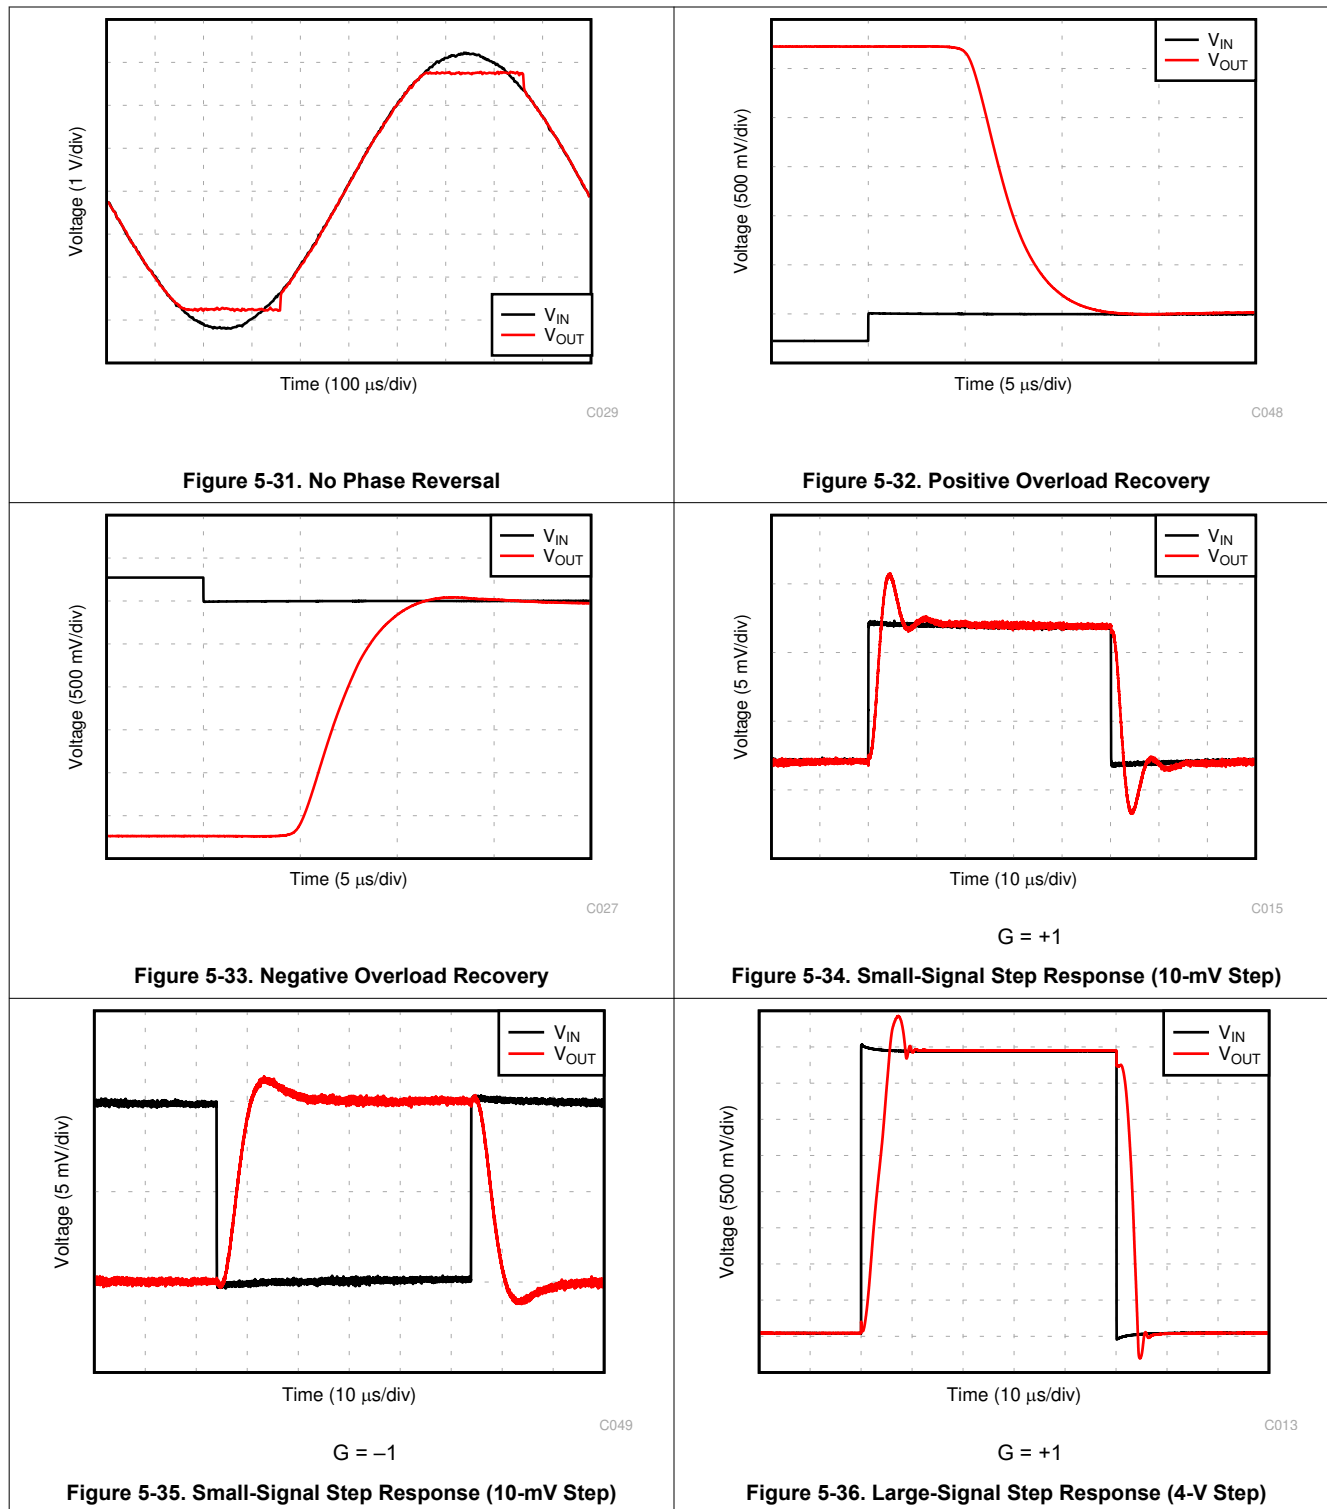 Voltage (1 V/div)
VIN
VOUT
Time (100 μs/div)
C029
Figure 5-31. No Phase Reversal
Voltage (500 mV/div)
VIN
VOUT
Time (5 μs/div)
C048
Figure 5-32. Positive Overload Recovery
Voltage (500 mV/div)
VIN
VOUT
Time (5 μs/div)
C027
Figure 5-33. Negative Overload Recovery
Voltage (5 mV/div)
VIN
VOUT
Time (10 μs/div)
C015
G = +1
Figure 5-34. Small-Signal Step Response (10-mV Step)
Voltage (5 mV/div)
VIN
VOUT
Time (10 μs/div)
C049
G = –1
Figure 5-35. Small-Signal Step Response (10-mV Step)
Voltage (500 mV/div)
VIN
VOUT
Time (10 μs/div)
C013
G = +1
Figure 5-36. Large-Signal Step Response (4-V Step)